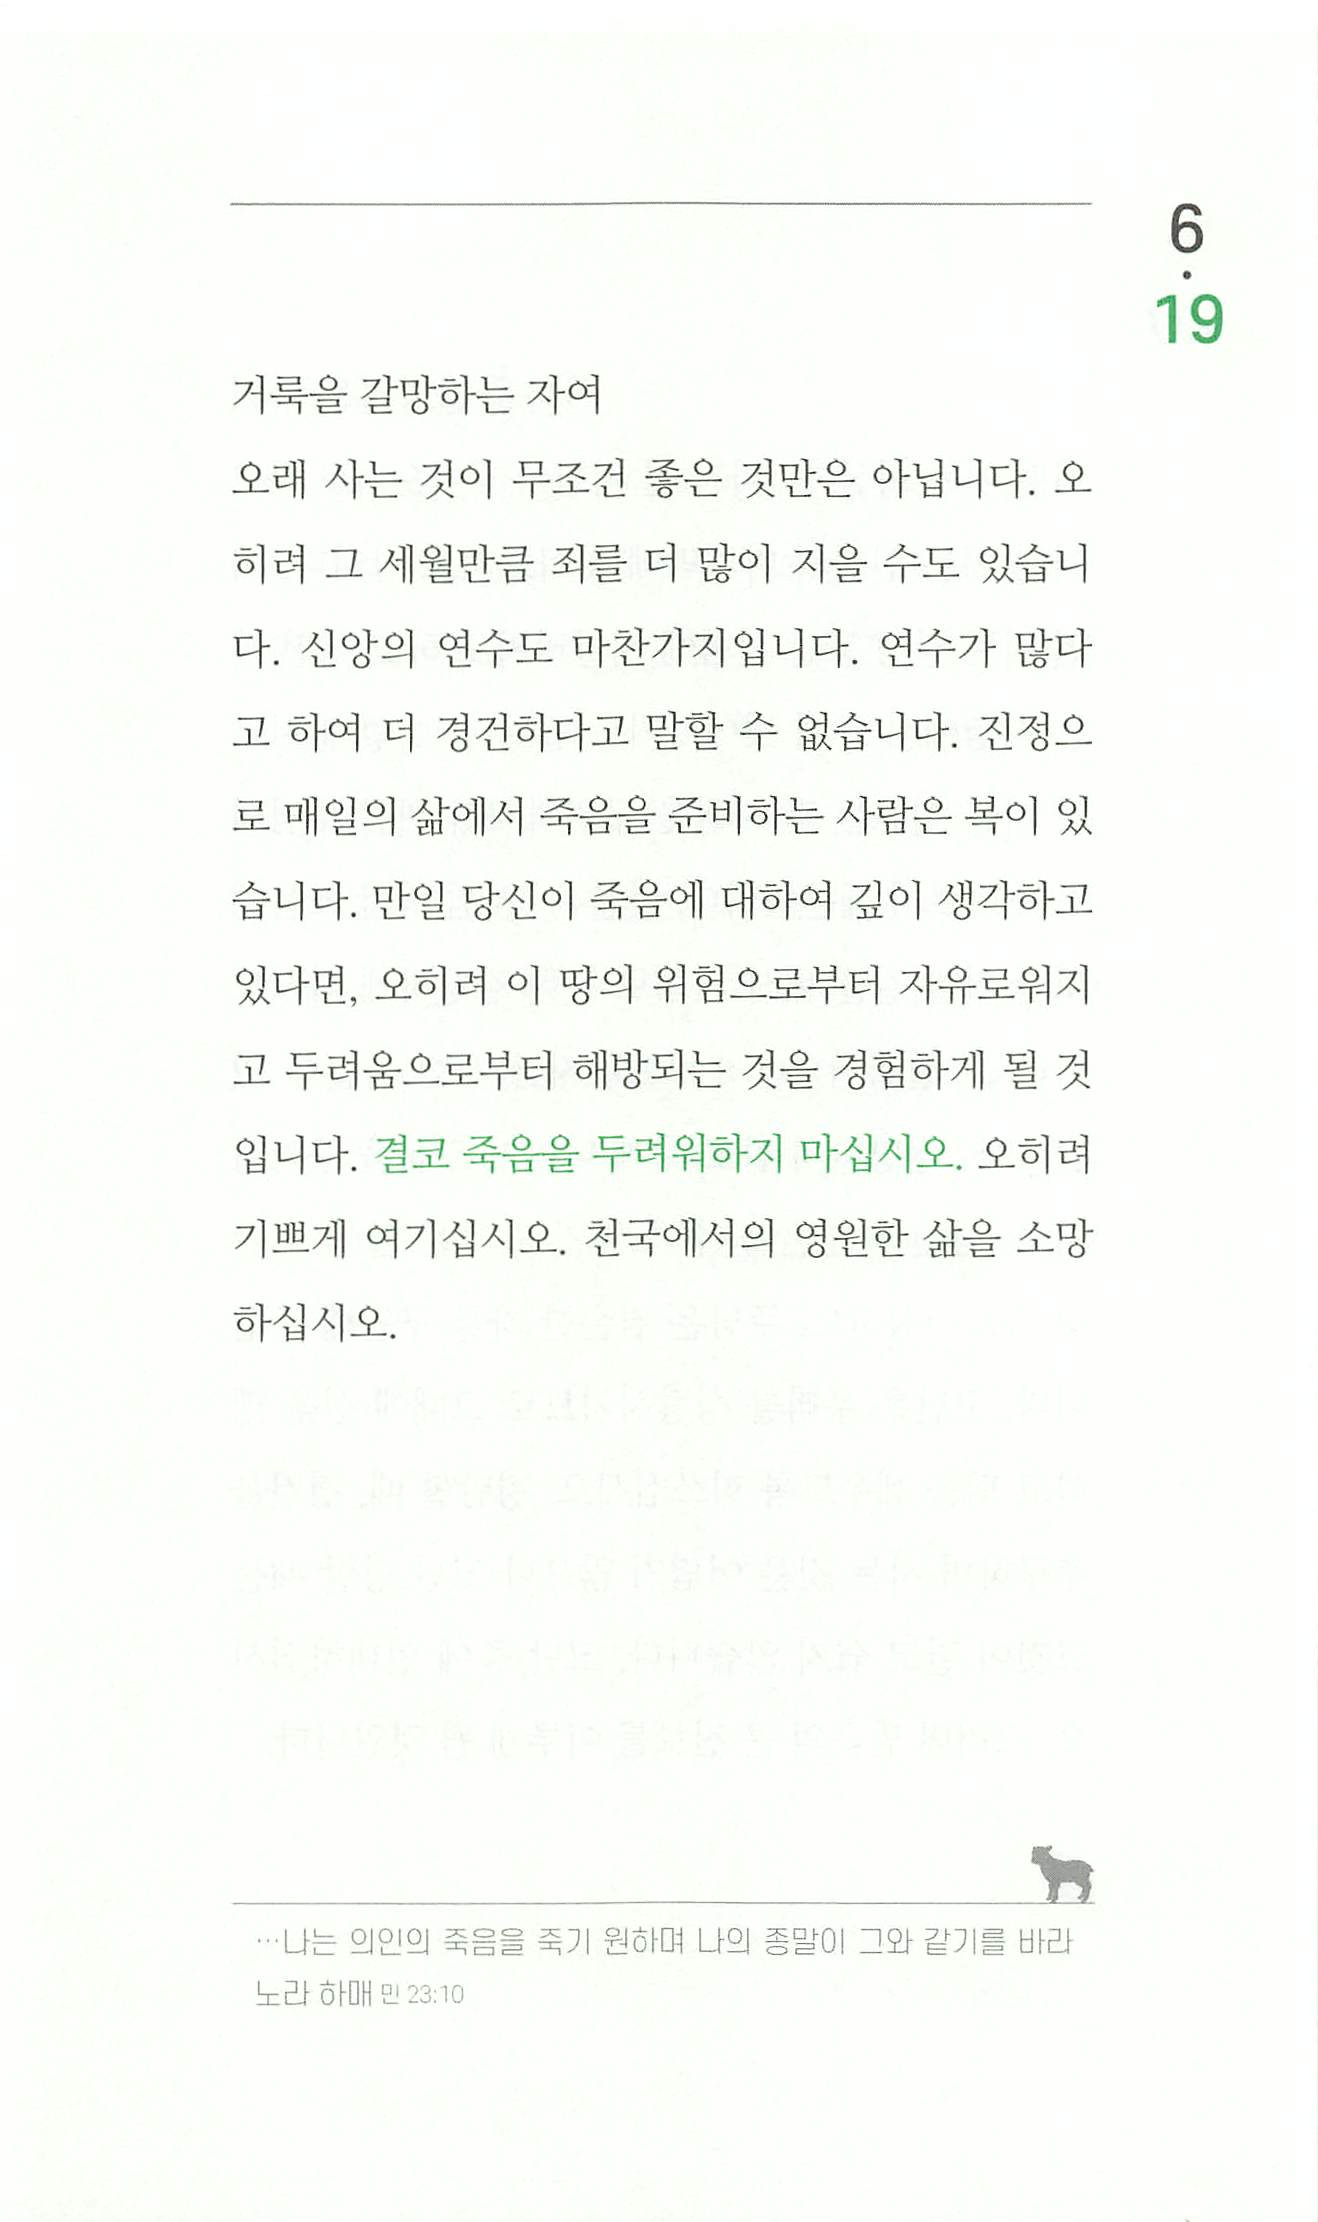 6
·
19
거룩을 갈망하는 자여
오래 사는 것이 무조건 좋은 것만은 아닙니다. 오
히려 그 세월만큼 죄를 더 많이 지을 수도 있습니
다. 신앙의 연수도 마찬가지입니다. 연수가 많다
고 하여 더 경건하다고 말할 수 없습니다. 진정으
로 매일의 삶에서 죽음을 준비하는 사람은 복이 있
습니다. 만일 당신이 죽음에 대하여 깊이 생각하고
있다면, 오히려 이 땅의 위험으로부터 자유로워지
고 두려움으로부터 해방되는 것을 경험하게 될 것
입니다. 결코 죽음을 두려워하지 마십시오. 오히려
기쁘게 여기십시오. 천국에서의 영원한 삶을 소망
하십시오.
…나는 의인의 죽음을 죽기 원하며 나의 종말이 그와 같기를 바라
노라 하매 민 23:10